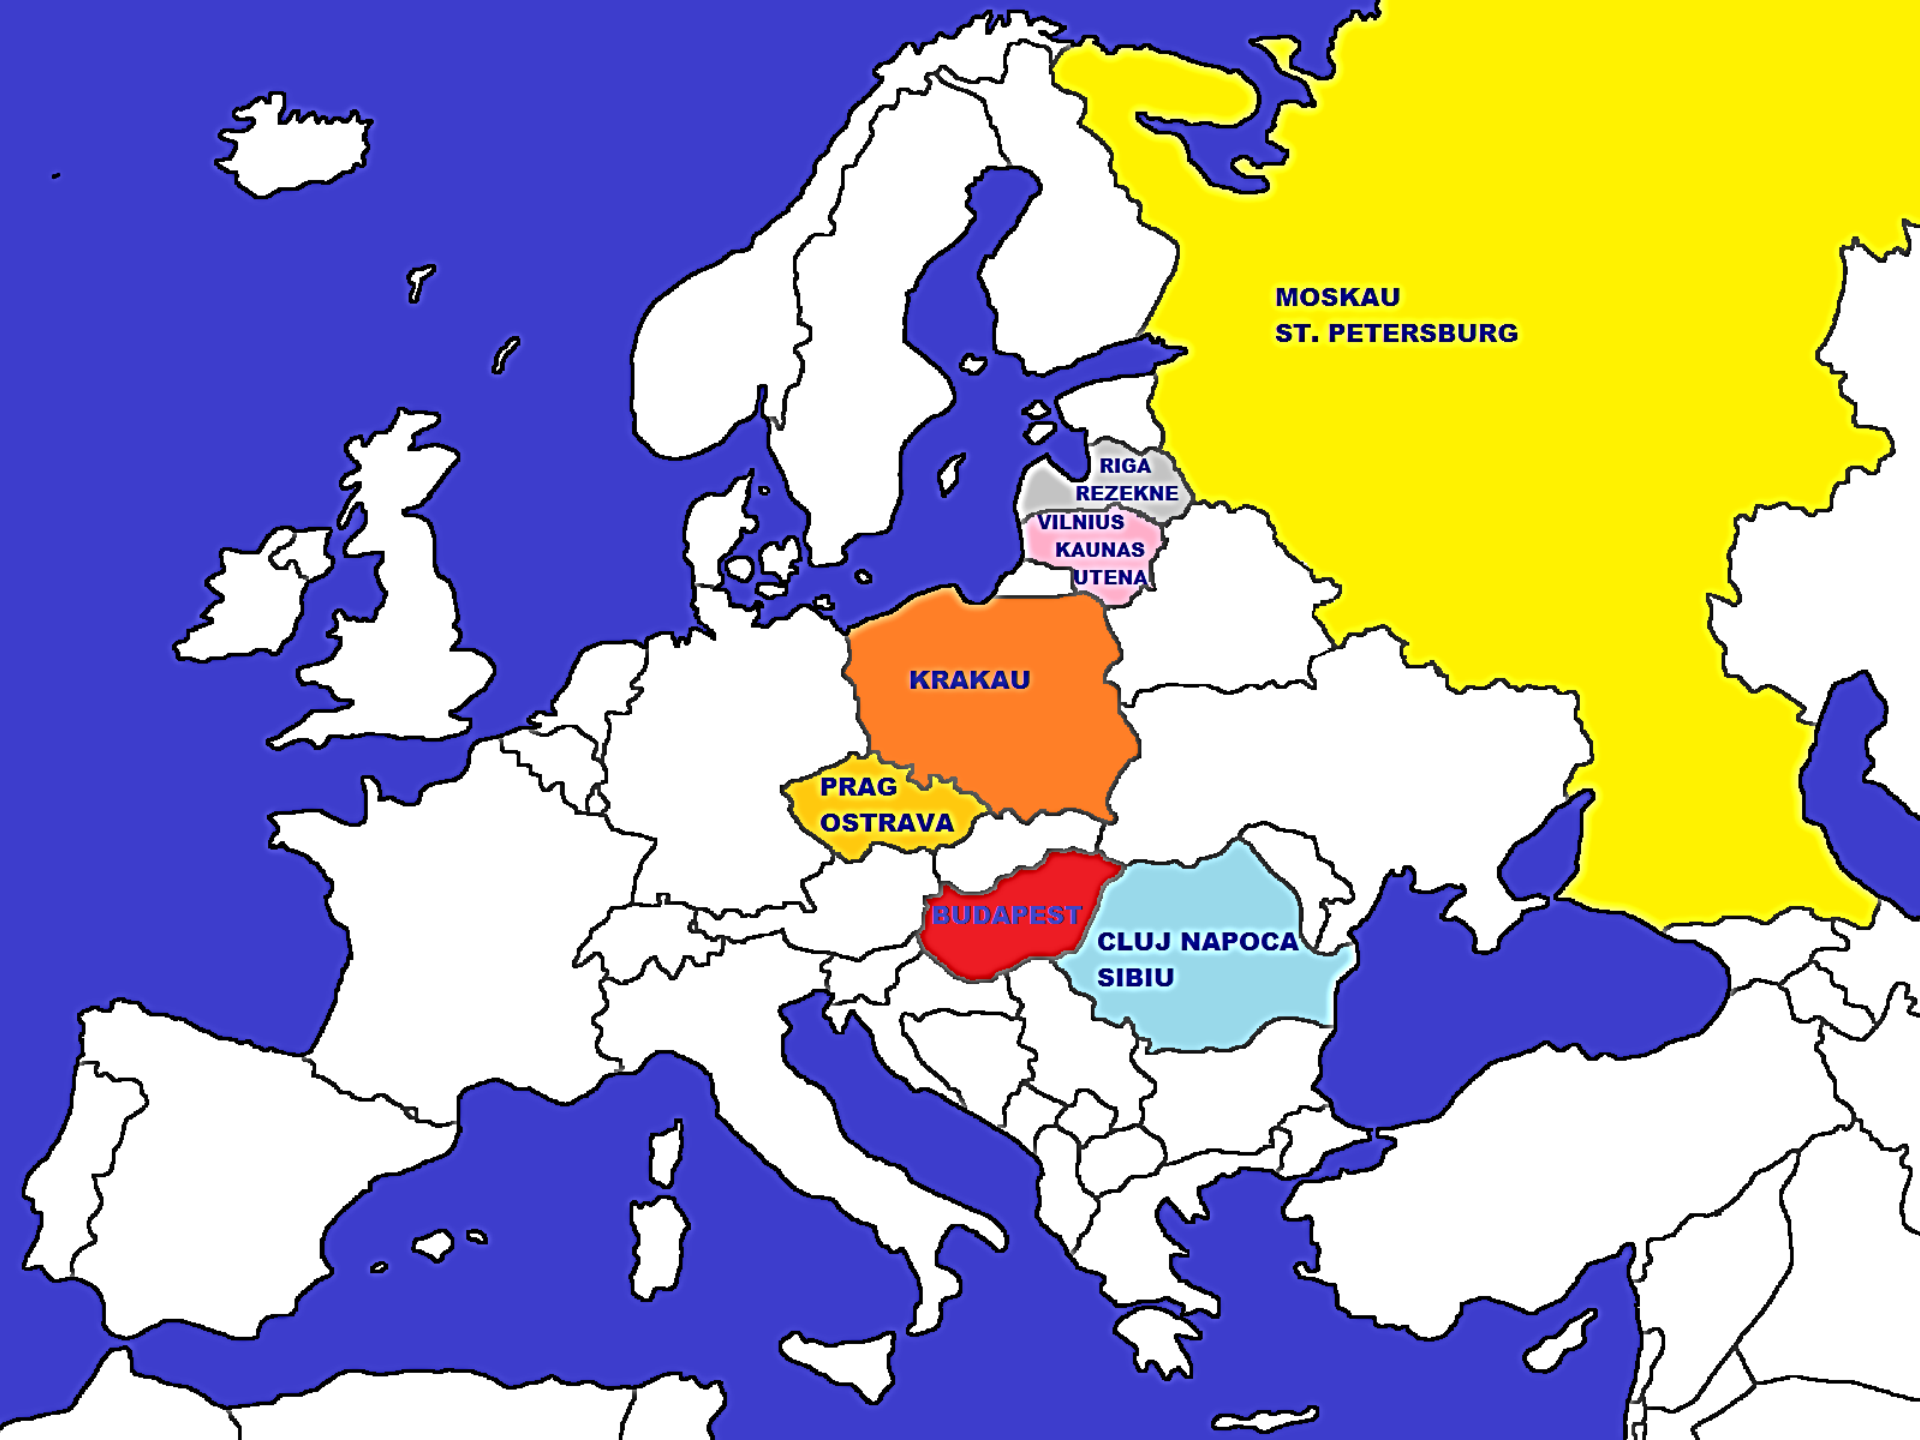 MOSKAU
ST. PETERSBURG
RIGA
REZEKNE
VILNIUS
KAUNAS
UTENA
KRAKAU
PRAG
OSTRAVA
BUDAPEST
CLUJ NAPOCA
SIBIU